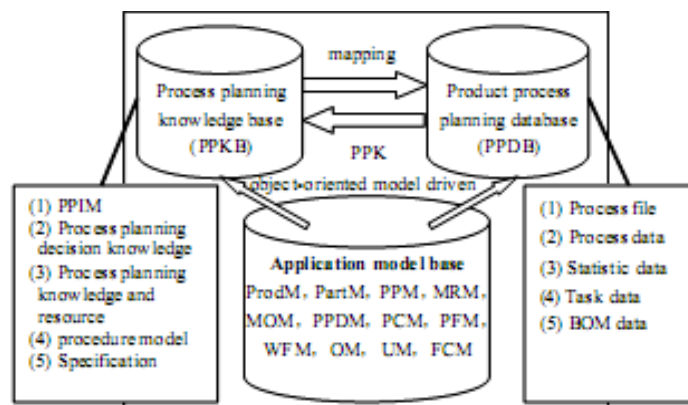 mapping
Process planning
knowledge base
(PPKB)
Product process
planning database
(PPDB)
PPK
object-oriented model driven
(1) PPIM
(2) Process planning
decision knowledge
(3) Process planning
knowledge and
resource
(4) procedure model
(5) Specification
Application model base
ProdM, PartM, PPM, MRM,
MOM, PPDM, PCM, PFM,
WFM, OM, UM, FCM
(1) Process file
(2) Process data
(3) Statistic data
(4) Task data
(5) BOM data